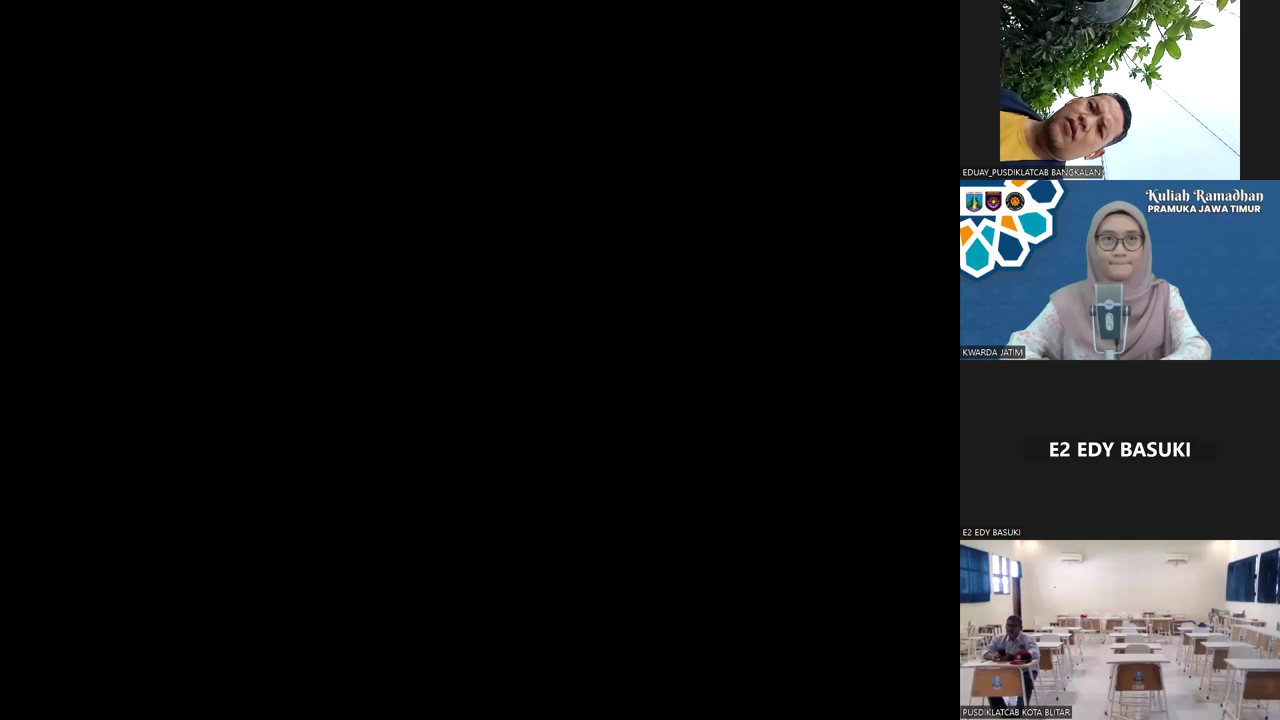 EDUAY_PUSDIKLATCAB BANGKALAN
Kuliah Ramadhan
PRAMUKA JAWA TIMUR
KWARDA JATIM
E2 EDY BASUKI
E2 EDY BASUKI
PUSDIKLATCAB KOTA BLITAR